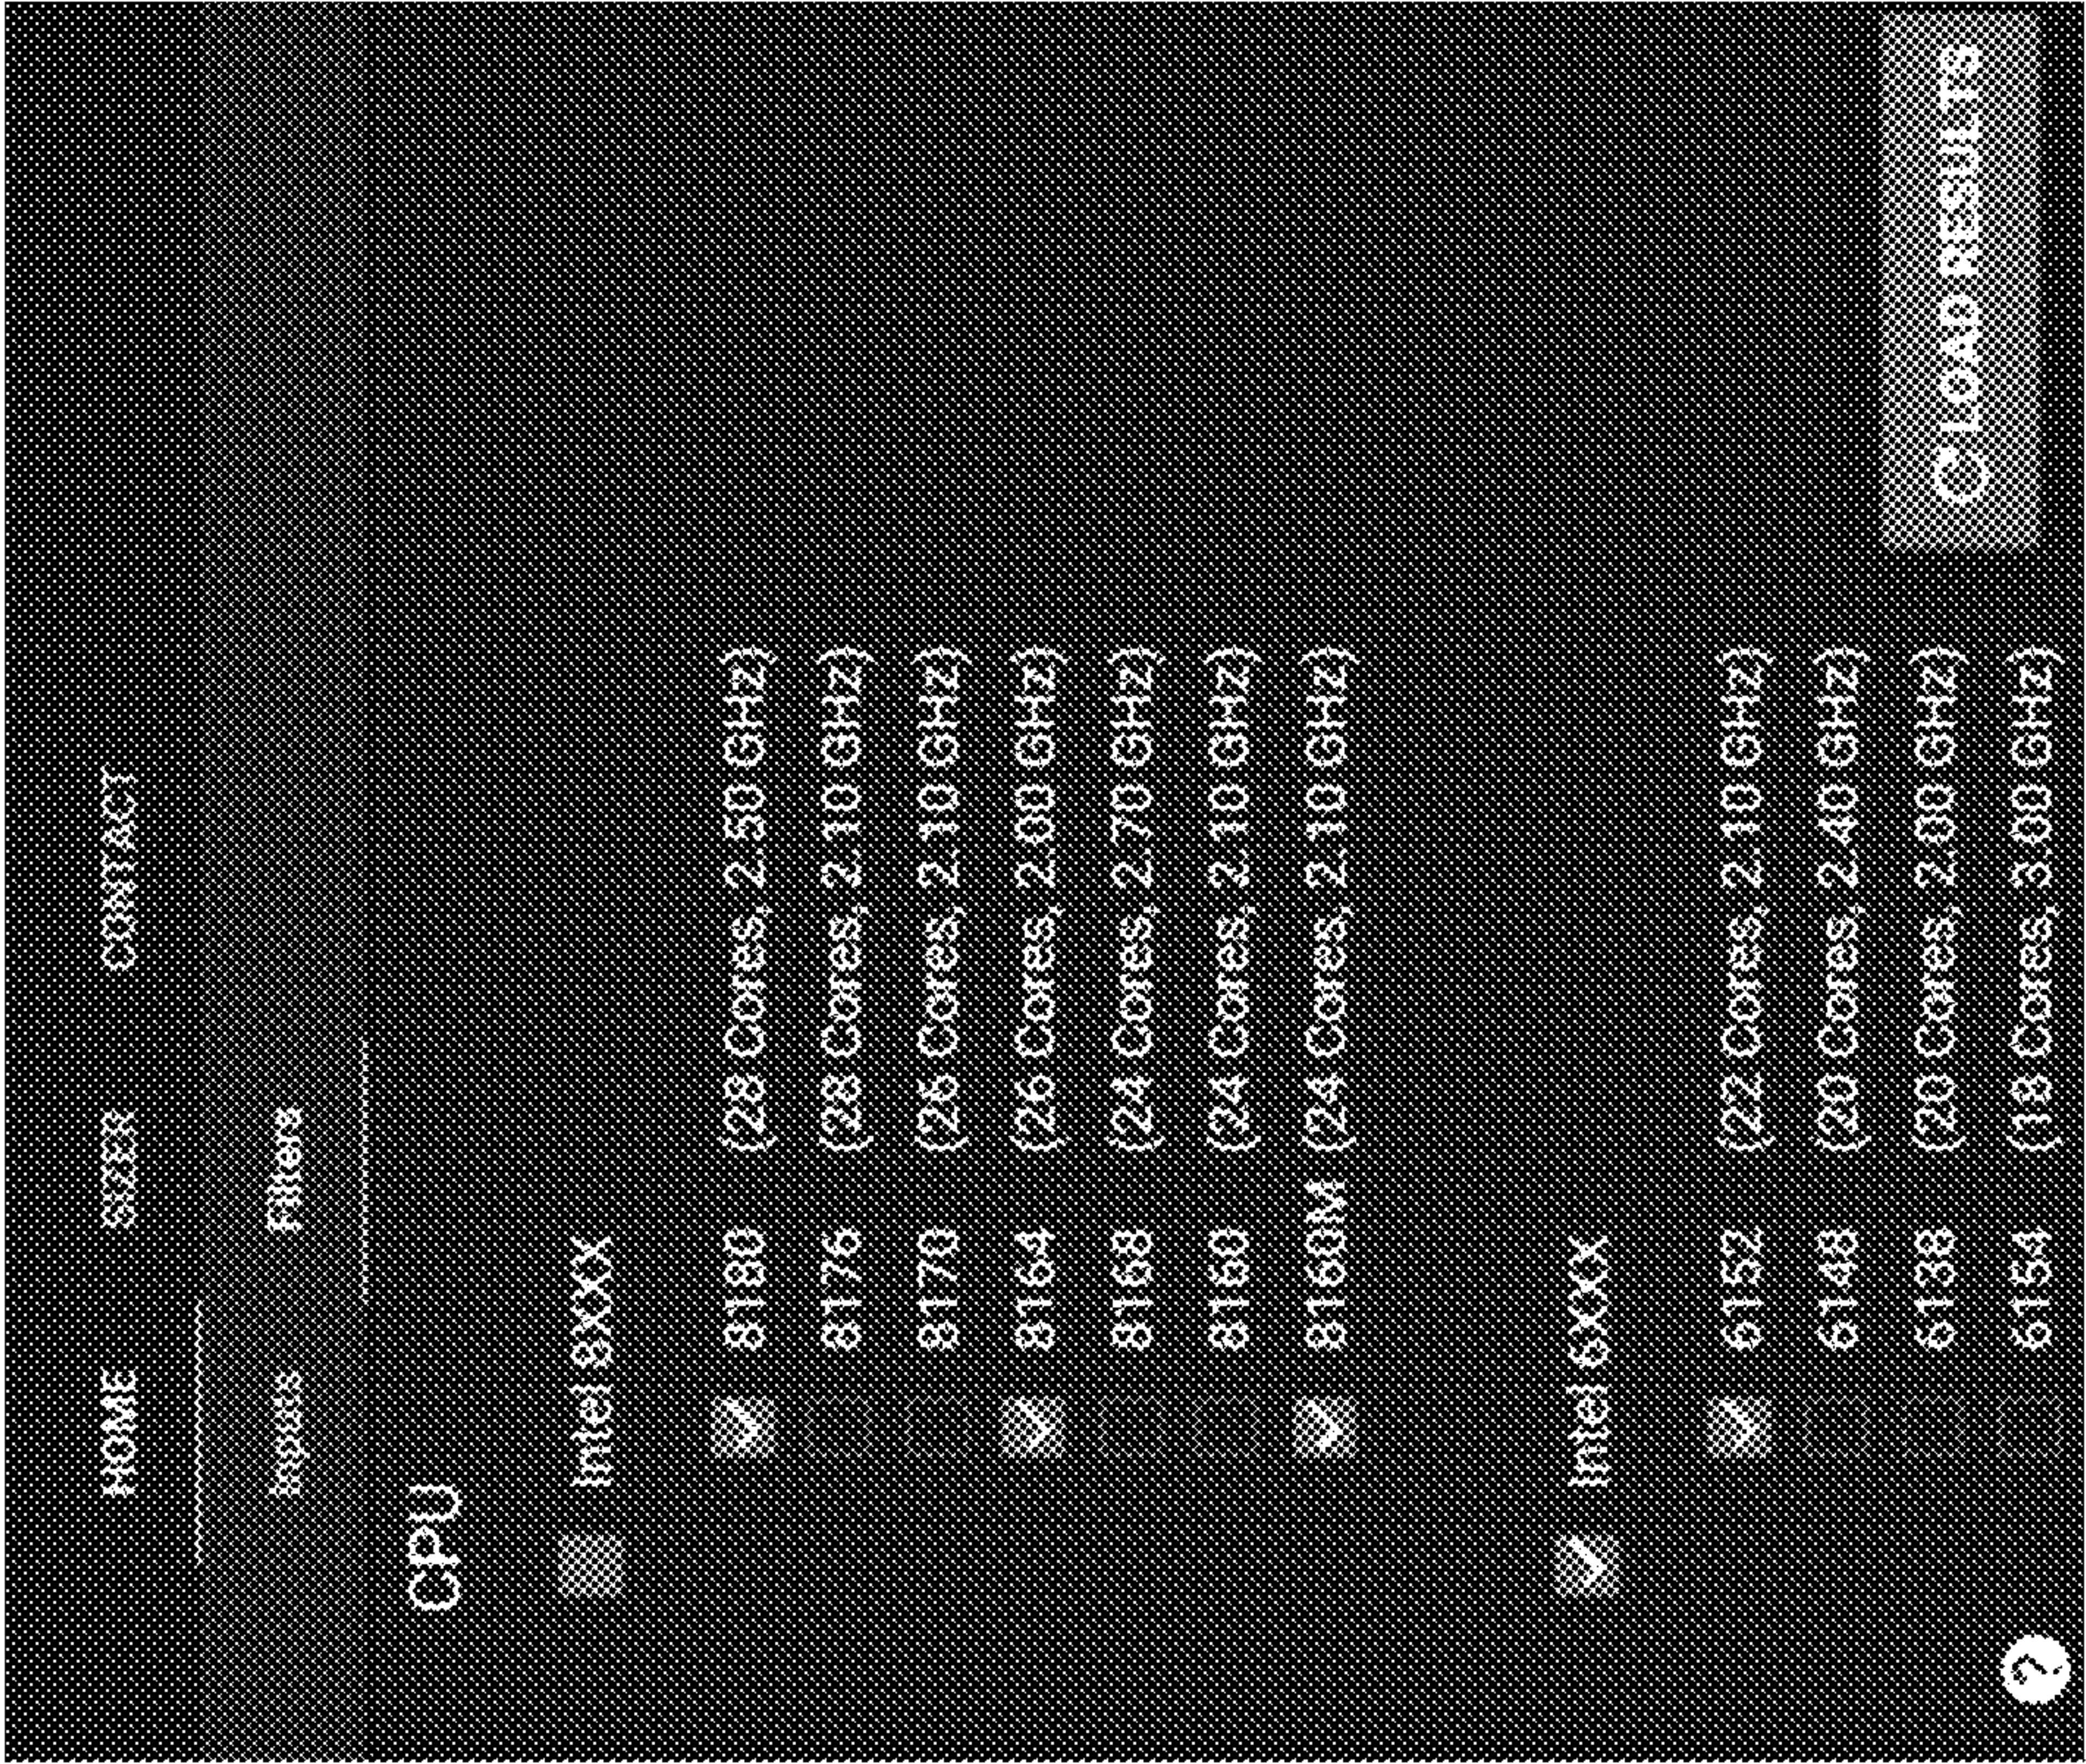 HOME SIZER CONTACT
Inputs Filters
CPU
Intel 8XXX
8180 (28 Cores, 2.50 GHz)
8176 (28 Cores, 2.10 GHz)
8170 (26 Cores, 2.10 GHz)
8164 (26 Cores, 2.00 GHz)
8168 (24 Cores, 2.70 GHz)
8160 (24 Cores, 2.10 GHz)
8160M (24 Cores, 2.10 GHz)
Intel 6XXX
6152 (22 Cores, 2.10 GHz)
6148 (20 Cores, 2.40 GHz)
6138 (20 Cores, 2.00 GHz)
6154 (18 Cores, 3.00 GHz)
? LOAD RESULTS